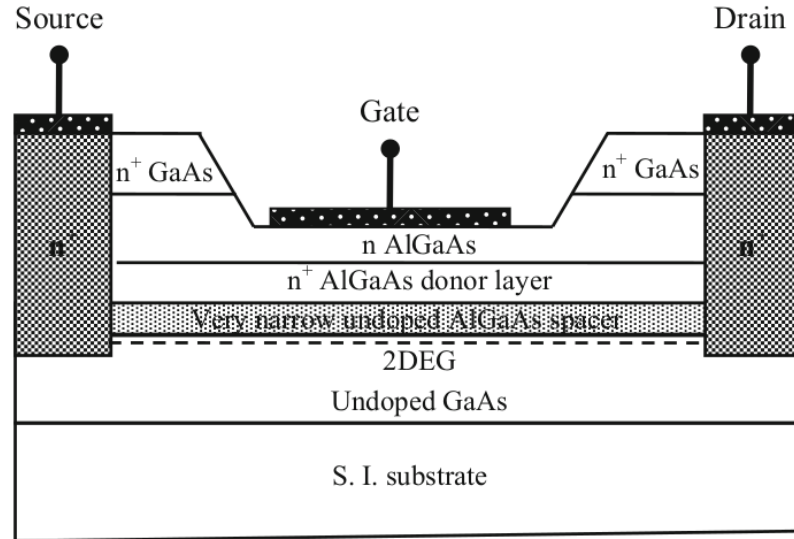 Source
Drain
Gate
n⁺ GaAs
n⁺ GaAs
n⁺
n AlGaAs
n⁺
n⁺ AlGaAs donor layer
Very narrow undoped AlGaAs spacer
2DEG
Undoped GaAs
S. I. substrate